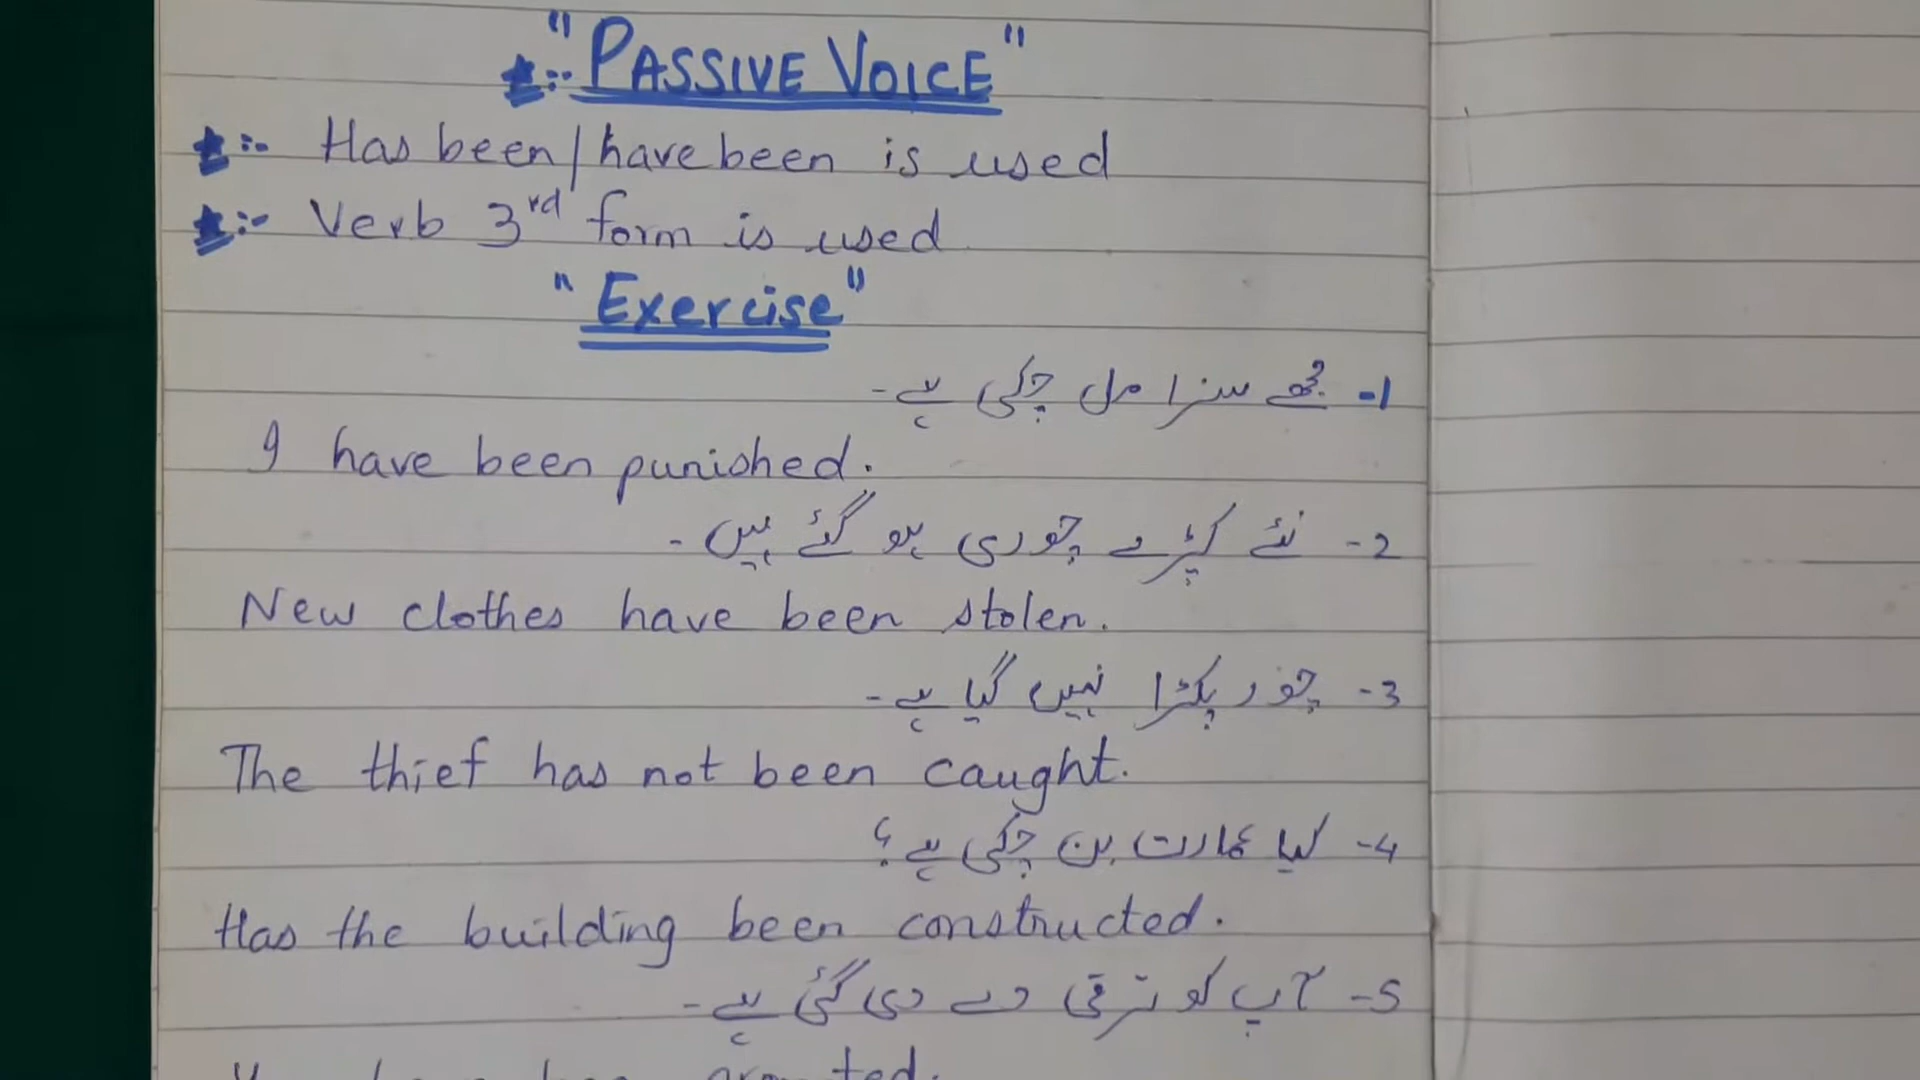 "PASSIVE VOICE"
Has been/have been is used
Verb 3rd form is used
"Exercise"
1- مجھے سزا مل چکی ہے۔
I have been punished.
2- نئے کپڑے چوری ہو گئے ہیں۔
New clothes have been stolen.
3- چور پکڑا نہیں گیا ہے۔
The thief has not been caught.
4- کیا عمارت بن چکی ہے؟
Has the building been constructed.
5- آپ کو ترقی دے دی گئی ہے۔